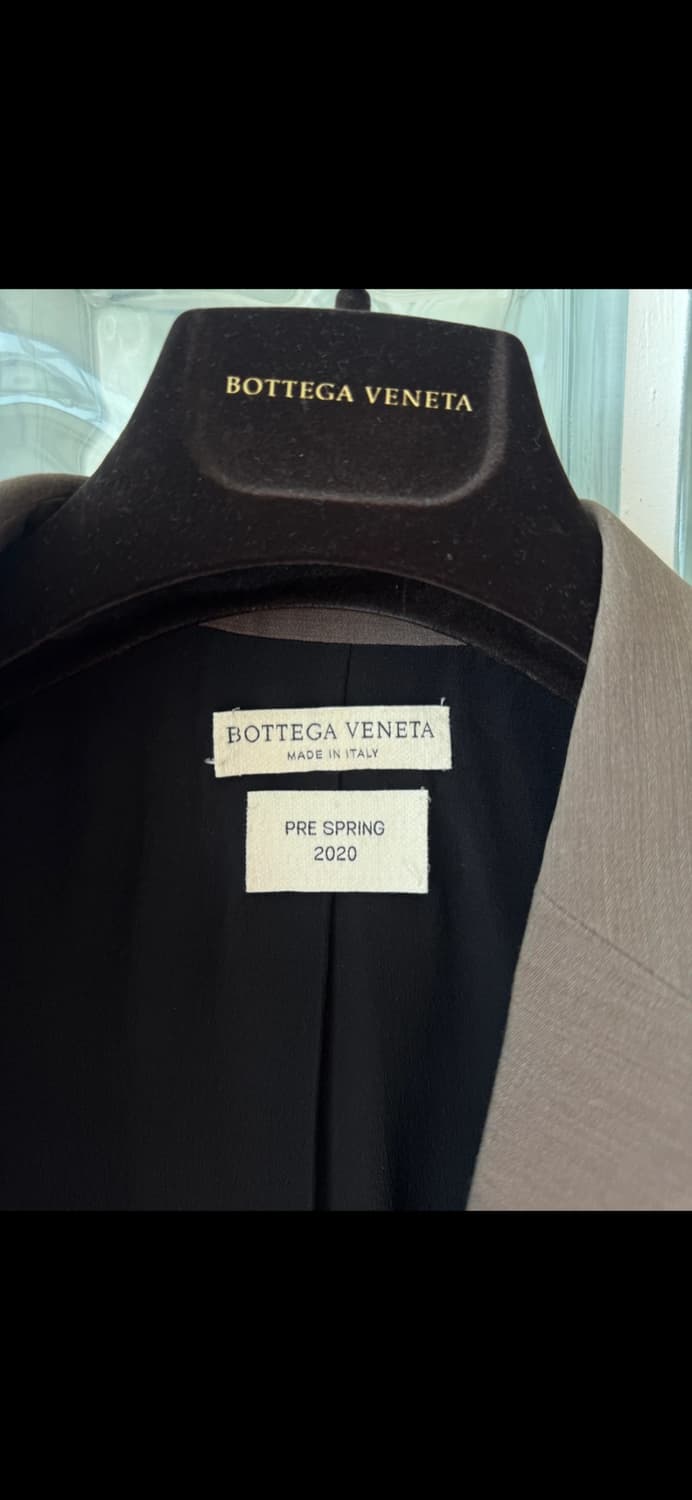 BOTTEGA VENETA
BOTTEGA VENETA
MADE IN ITALY
PRE SPRING
2020